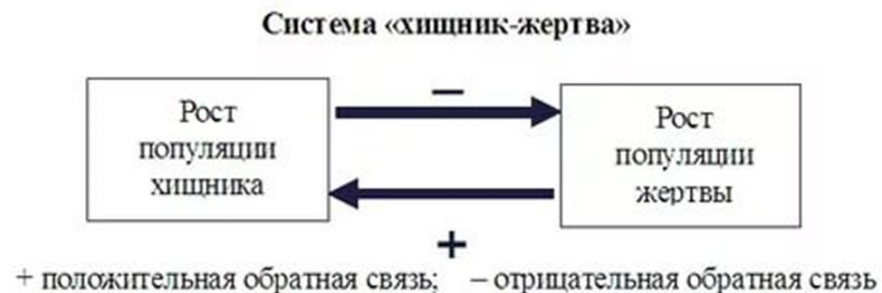 Система «хищник-жертва»
–
Рост
популяции
хищника
Рост
популяции
жертвы
+
+ положительная обратная связь; – отрицательная обратная связь